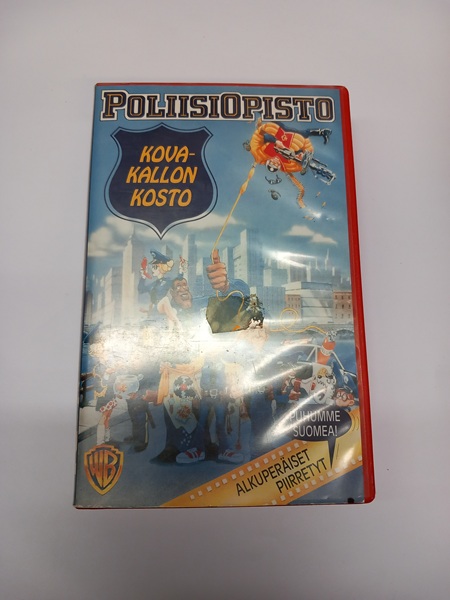 POLIISIOPISTO
KOVA-
KALLON
KOSTO
PUHUMME
SUOMEA!
ALKUPERÄISET
PIIRRETYT
WB